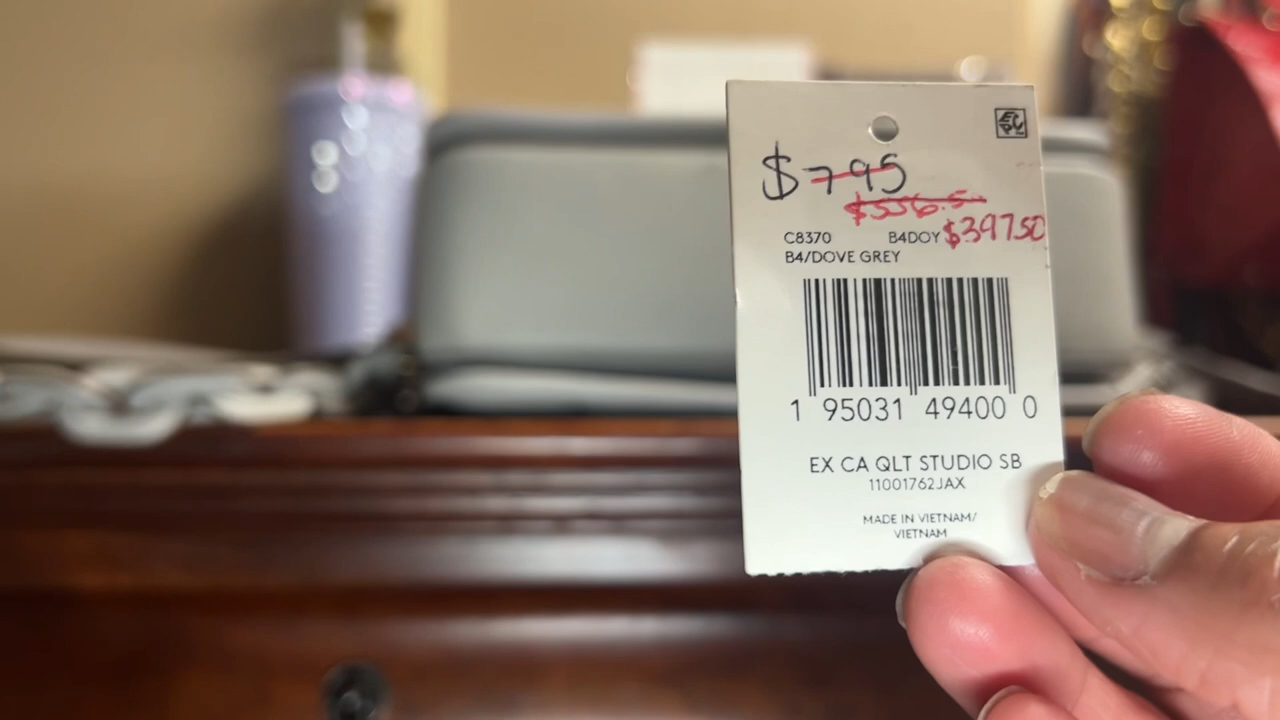 $795
$556.5
$397.50
C8370 B4DOY
B4/DOVE GREY
1 95031 49400 0
EX CA QLT STUDIO SB
11001762JAX
MADE IN VIETNAM/
VIETNAM